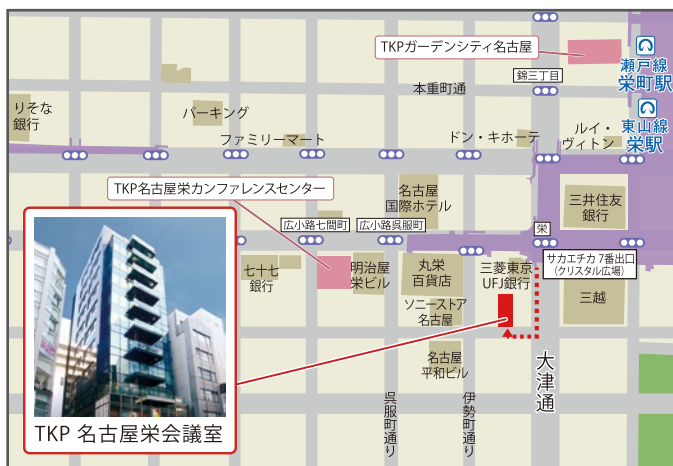 TKPガーデンシティ名古屋
瀬戸線
栄町駅
錦三丁目
本重町通
りそな
銀行
パーキング
ファミリーマート
ドン・キホーテ
ルイ・
ヴィトン
東山線
栄駅
TKP名古屋栄カンファレンスセンター
名古屋
国際ホテル
三井住友
銀行
広小路七間町
広小路呉服町
栄
サカエチカ 7番出口
（クリスタル広場）
七十七
銀行
明治屋
栄ビル
丸栄
百貨店
三菱東京
UFJ銀行
三越
ソニーストア
名古屋
名古屋
平和ビル
大津通
呉服町通り
伊勢町通り
TKP 名古屋栄会議室